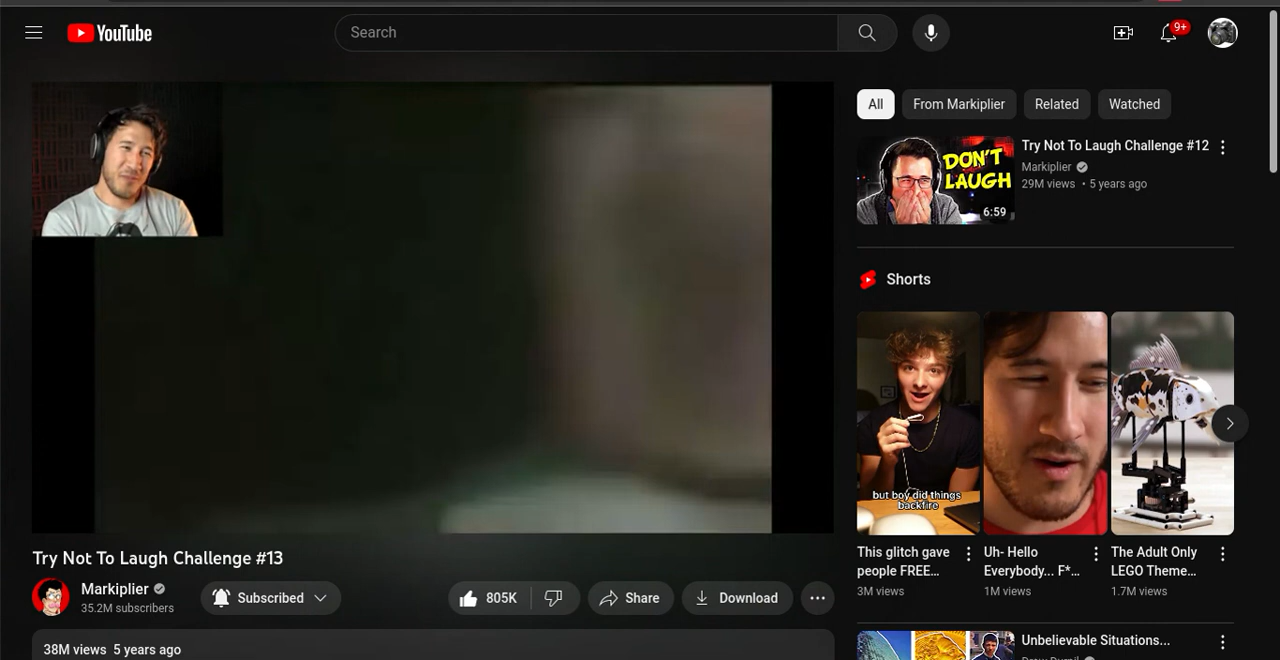 YouTube
Search
9+
All
From Markiplier
Related
Watched
Try Not To Laugh Challenge #12
Markiplier
29M views • 5 years ago
DON'T
LAUGH
6:59
Shorts
but boy did things
backfire
This glitch gave
people FREE...
3M views
Uh- Hello
Everybody... F*...
1M views
The Adult Only
LEGO Theme...
1.7M views
Try Not To Laugh Challenge #13
Markiplier
35.2M subscribers
Subscribed
805K
Share
Download
38M views 5 years ago
Unbelievable Situations...